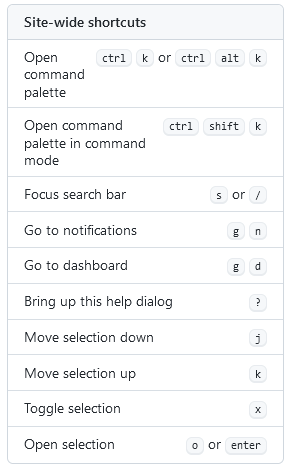 Site-wide shortcuts
Open ctrl k or ctrl alt k
command
palette
Open command ctrl shift k
palette in command
mode
Focus search bar s or /
Go to notifications g n
Go to dashboard g d
Bring up this help dialog ?
Move selection down j
Move selection up k
Toggle selection x
Open selection o or enter